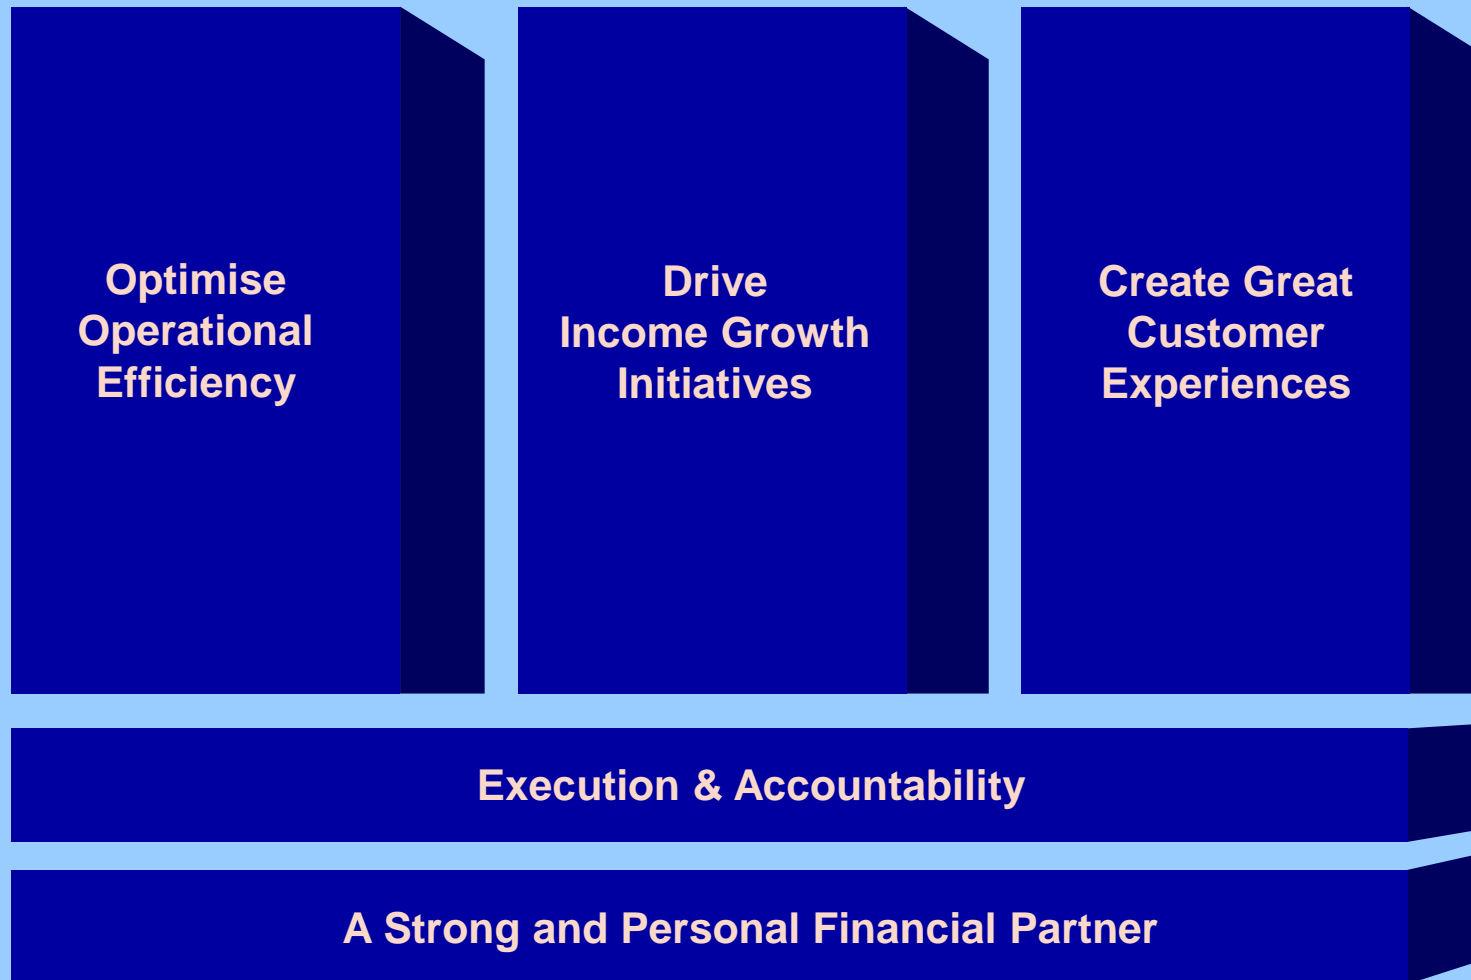 Optimise
Operational
Efficiency
Drive
Income Growth
Initiatives
Create Great
Customer
Experiences
Execution & Accountability
A Strong and Personal Financial Partner